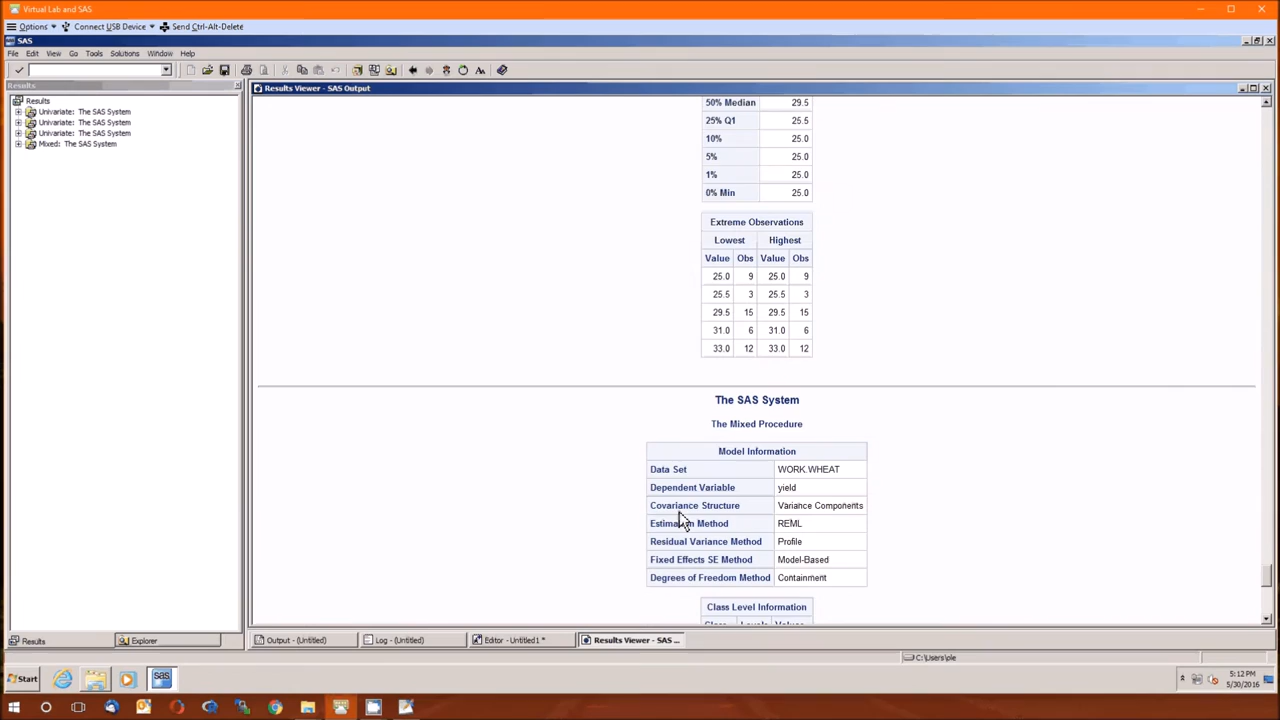 Virtual Lab and SAS
Options Connect USB Device Send Ctrl-Alt-Delete
SAS
File Edit View Go Tools Solutions Window Help
Results
Results
Univariate: The SAS System
Univariate: The SAS System
Univariate: The SAS System
Mixed: The SAS System
Results Viewer - SAS Output
50% Median 29.5
25% Q1 25.5
10% 25.0
5% 25.0
1% 25.0
0% Min 25.0
Extreme Observations
Lowest Highest
Value Obs Value Obs
25.0 9 25.0 9
25.5 3 25.5 3
29.5 15 29.5 15
31.0 6 31.0 6
33.0 12 33.0 12
The SAS System
The Mixed Procedure
Model Information
Data Set WORK.WHEAT
Dependent Variable yield
Covariance Structure Variance Components
Estimation Method REML
Residual Variance Method Profile
Fixed Effects SE Method Model-Based
Degrees of Freedom Method Containment
Class Level Information
Class Levels Values
Results Explorer
Output - (Untitled) Log - (Untitled) Editor - Untitled1 * Results Viewer - SAS ...
C:\Users\ple
Start
sas
5:12 PM
5/30/2016